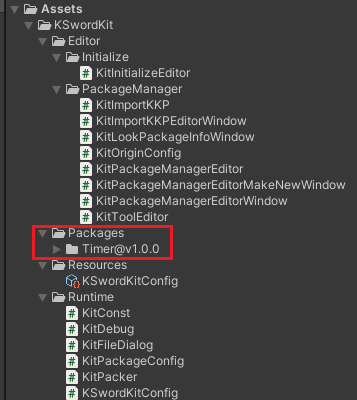 Assets
KSwordKit
Editor
Initialize
KitInitializeEditor
PackageManager
KitImportKKP
KitImportKKPEditorWindow
KitLookPackageInfoWindow
KitOriginConfig
KitPackageManagerEditor
KitPackageManagerEditorMakeNewWindow
KitPackageManagerEditorWindow
KitToolEditor
Packages
Timer@v1.0.0
Resources
KSwordKitConfig
Runtime
KitConst
KitDebug
KitFileDialog
KitPackageConfig
KitPacker
KSwordKitConfig